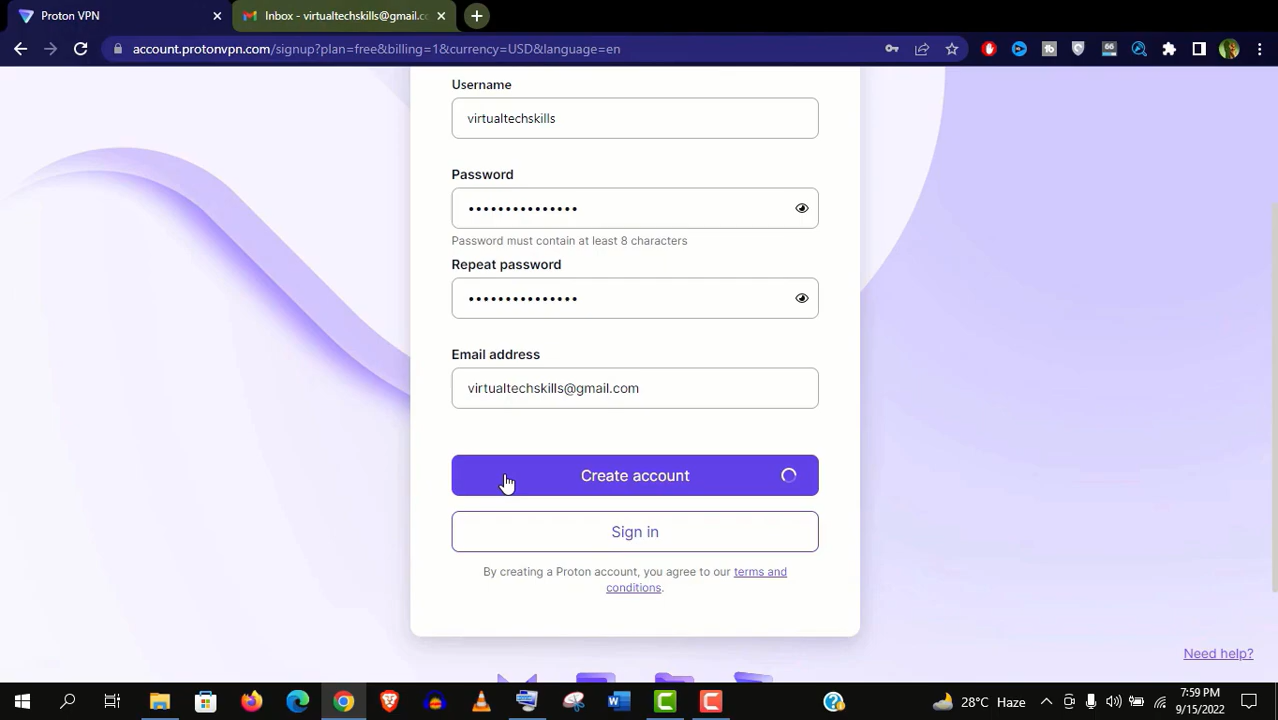 Proton VPN
Inbox - virtualtechskills@gmail.co
account.protonvpn.com/signup?plan=free&billing=1&currency=USD&language=en
Username
virtualtechskills
Password
•••••••••••••••
Password must contain at least 8 characters
Repeat password
•••••••••••••••
Email address
virtualtechskills@gmail.com
Create account
Sign in
By creating a Proton account, you agree to our terms and
conditions.
Need help?
28°C Haze
7:59 PM
9/15/2022